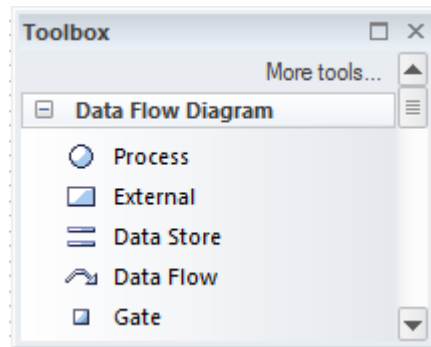 Toolbox
More tools...
Data Flow Diagram
Process
External
Data Store
Data Flow
Gate